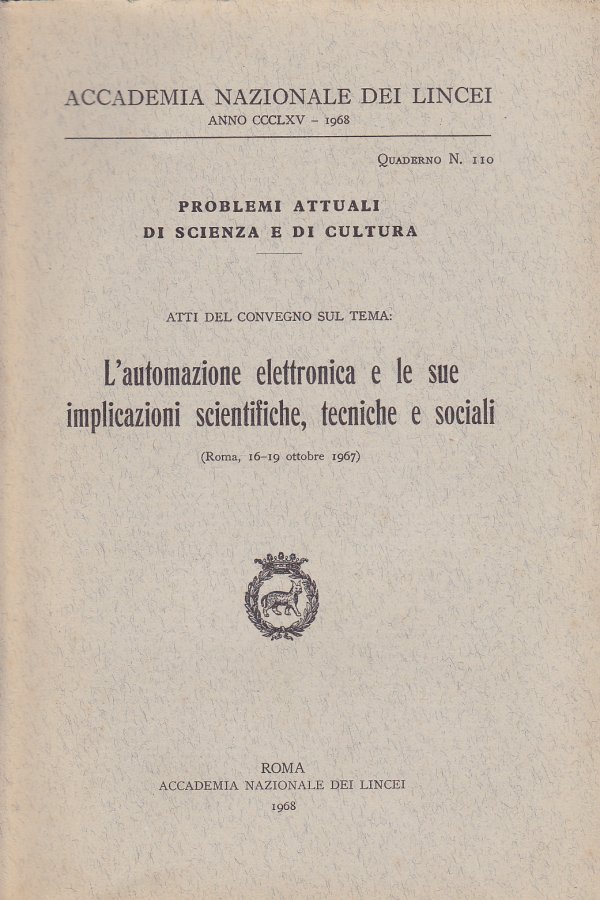 ACCADEMIA NAZIONALE DEI LINCEI
ANNO CCCLXV – 1968
QUADERNO N. 110
PROBLEMI ATTUALI
DI SCIENZA E DI CULTURA
ATTI DEL CONVEGNO SUL TEMA:
L'automazione elettronica e le sue
implicazioni scientifiche, tecniche e sociali
(Roma, 16-19 ottobre 1967)
ROMA
ACCADEMIA NAZIONALE DEI LINCEI
1968